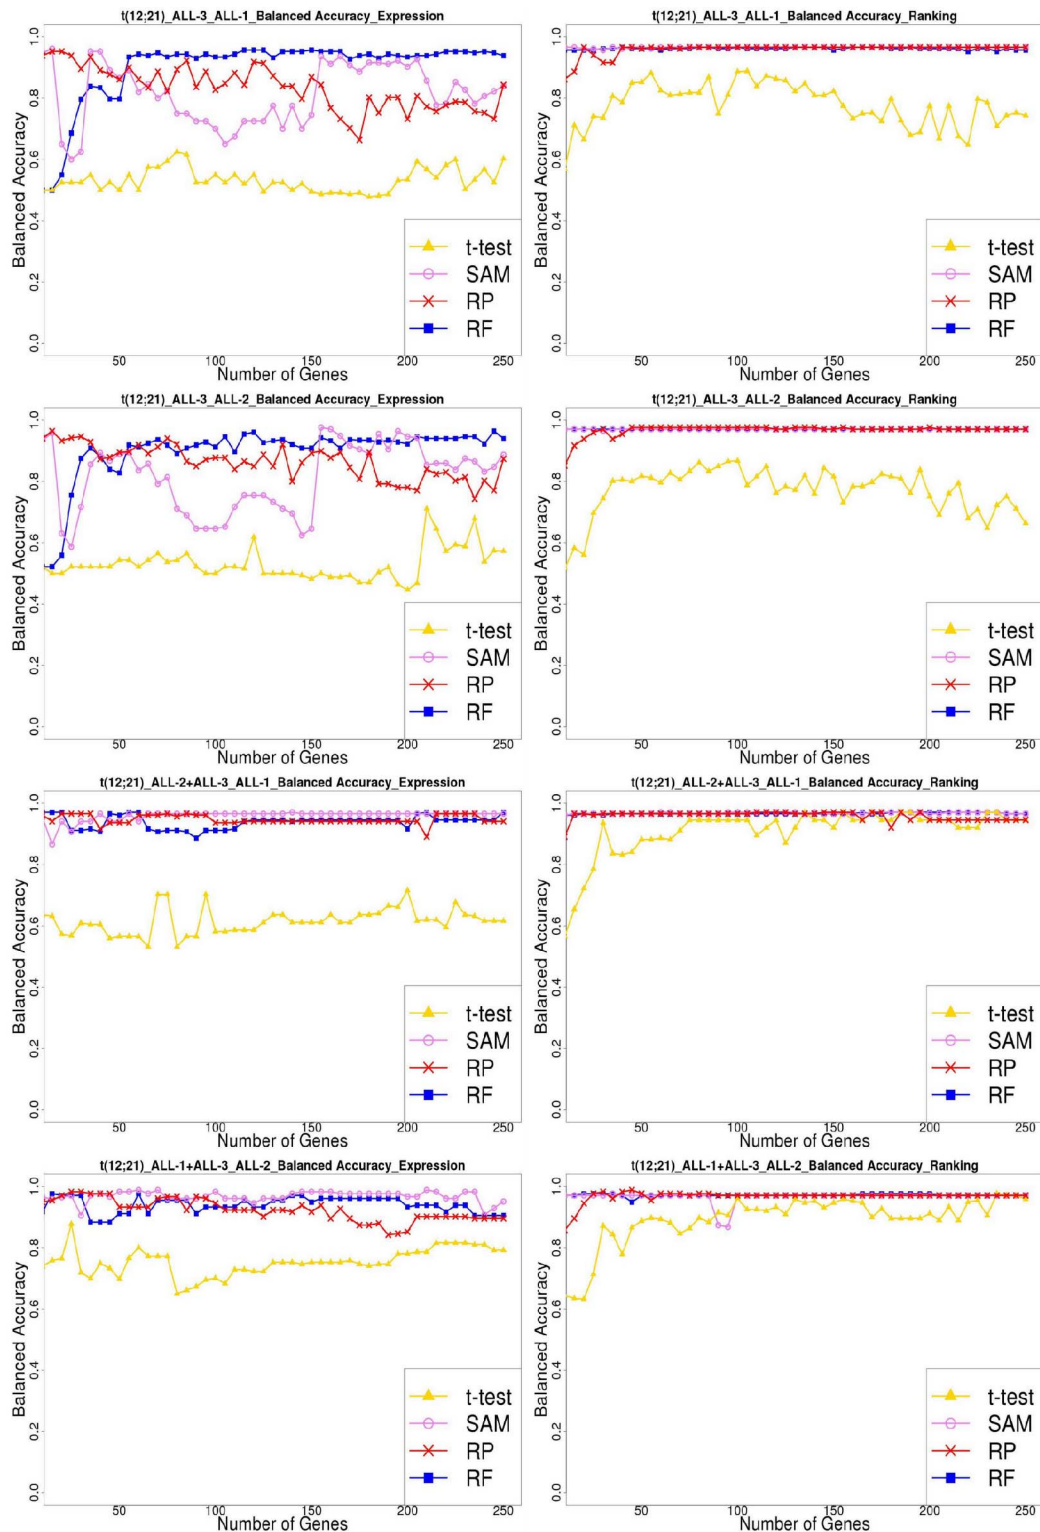 t(12;21)_ALL-3_ALL-1_Balanced Accuracy_Expression
Balanced Accuracy
0.0 0.2 0.4 0.6 0.8 1.0
t-test
SAM
RP
RF
50 100 150 200 250
Number of Genes
t(12;21)_ALL-3_ALL-1_Balanced Accuracy_Ranking
Balanced Accuracy
0.0 0.2 0.4 0.6 0.8 1.0
t-test
SAM
RP
RF
50 100 150 200 250
Number of Genes
t(12;21)_ALL-3_ALL-2_Balanced Accuracy_Expression
Balanced Accuracy
0.0 0.2 0.4 0.6 0.8 1.0
t-test
SAM
RP
RF
50 100 150 200 250
Number of Genes
t(12;21)_ALL-3_ALL-2_Balanced Accuracy_Ranking
Balanced Accuracy
0.0 0.2 0.4 0.6 0.8 1.0
t-test
SAM
RP
RF
50 100 150 200 250
Number of Genes
t(12;21)_ALL-2+ALL-3_ALL-1_Balanced Accuracy_Expression
Balanced Accuracy
0.0 0.2 0.4 0.6 0.8 1.0
t-test
SAM
RP
RF
50 100 150 200 250
Number of Genes
t(12;21)_ALL-2+ALL-3_ALL-1_Balanced Accuracy_Ranking
Balanced Accuracy
0.0 0.2 0.4 0.6 0.8 1.0
t-test
SAM
RP
RF
50 100 150 200 250
Number of Genes
t(12;21)_ALL-1+ALL-3_ALL-2_Balanced Accuracy_Expression
Balanced Accuracy
0.0 0.2 0.4 0.6 0.8 1.0
t-test
SAM
RP
RF
50 100 150 200 250
Number of Genes
t(12;21)_ALL-1+ALL-3_ALL-2_Balanced Accuracy_Ranking
Balanced Accuracy
0.0 0.2 0.4 0.6 0.8 1.0
t-test
SAM
RP
RF
50 100 150 200 250
Number of Genes